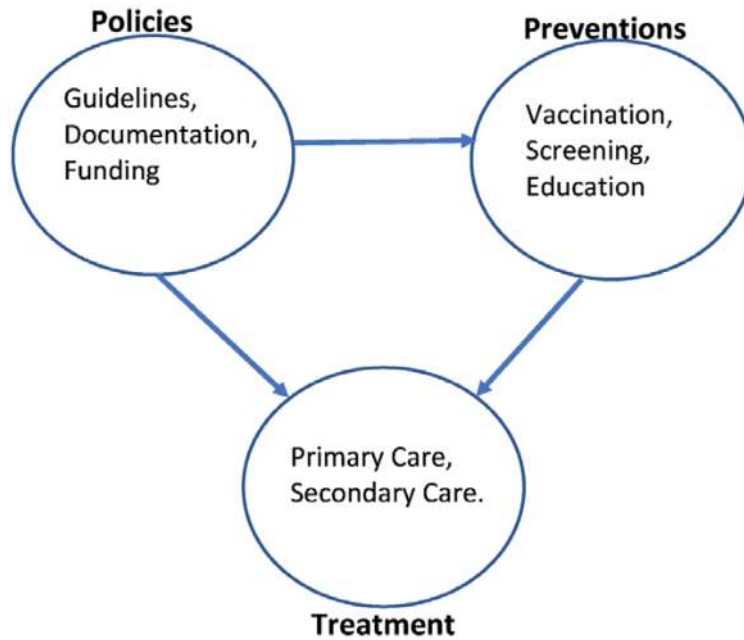 Policies
Guidelines,
Documentation,
Funding
Preventions
Vaccination,
Screening,
Education
Primary Care,
Secondary Care.
Treatment